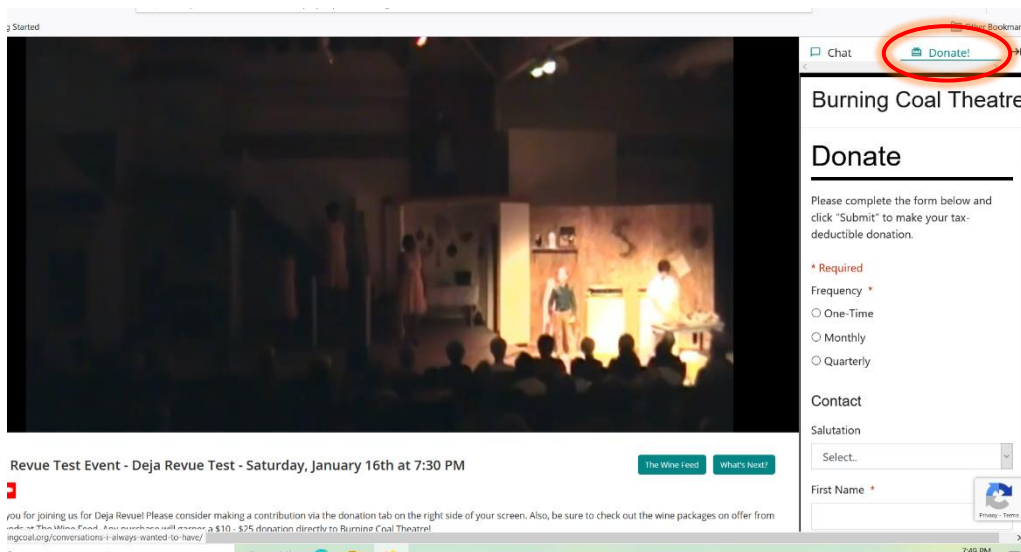 g Started
Other Bookmar
Chat
Donate!
Burning Coal Theatre
Donate
Please complete the form below and
click "Submit" to make your tax-
deductible donation.
* Required
Frequency *
One-Time
Monthly
Quarterly
Contact
Salutation
Select..
First Name *
Privacy - Terms
Revue Test Event - Deja Revue Test - Saturday, January 16th at 7:30 PM
The Wine Feed
What's Next?
you for joining us for Deja Revue! Please consider making a contribution via the donation tab on the right side of your screen. Also, be sure to check out the wine packages on offer from
nds at The Wine Feed. Any purchase will garner a $10 - $25 donation directly to Burning Coal Theatre!
ingcoal.org/conversations-i-always-wanted-to-have/
7:49 PM